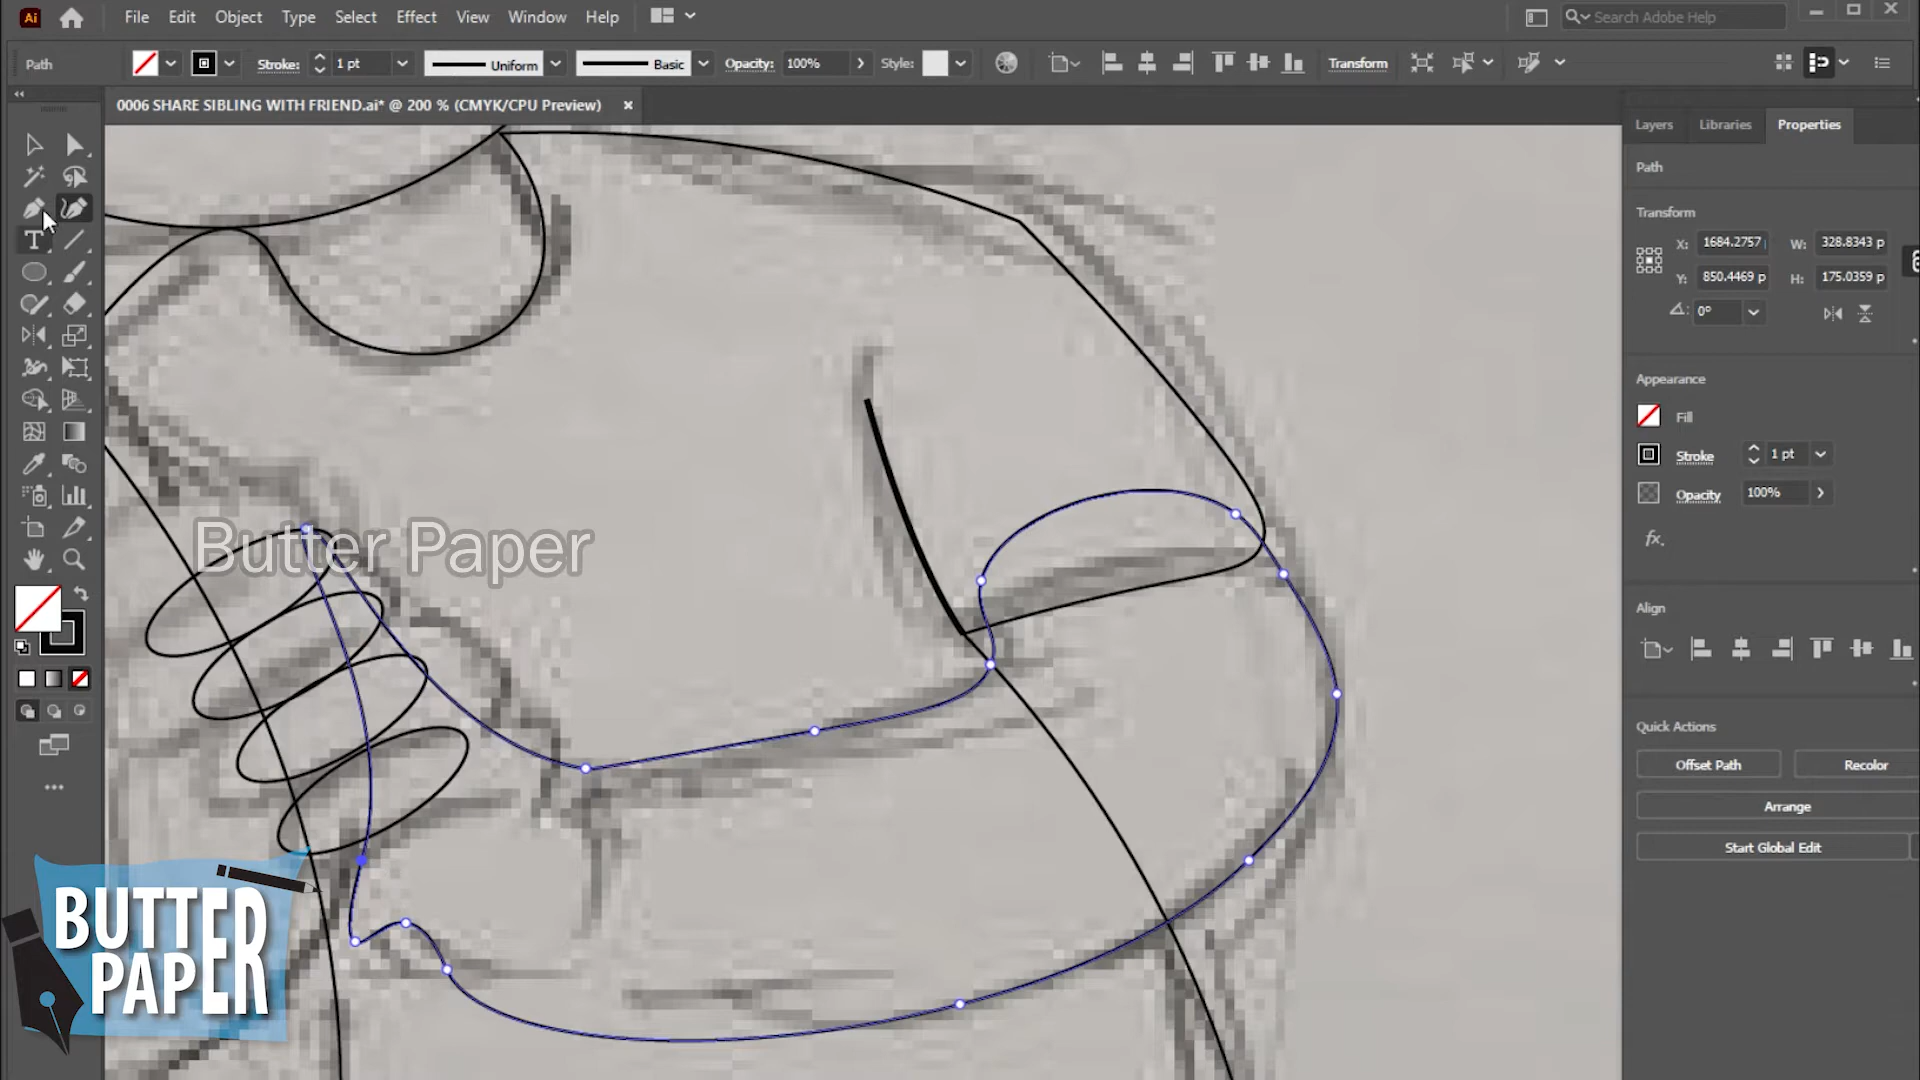 Ai File Edit Object Type Select Effect View Window Help Search Adobe Help
Path Stroke: 1 pt Uniform Basic Opacity: 100% Style: Transform
0006 SHARE SIBLING WITH FRIEND.ai* @ 200 % (CMYK/CPU Preview) ×
Layers Libraries Properties
Path
Transform
X: 1684.2757 W: 328.8343 p
Y: 850.4469 p H: 175.0359 p
0°
Appearance
Fill
Stroke 1 pt
Opacity 100%
fx.
Align
Quick Actions
Offset Path Recolor
Arrange
Start Global Edit
Butter Paper
BUTTER
PAPER